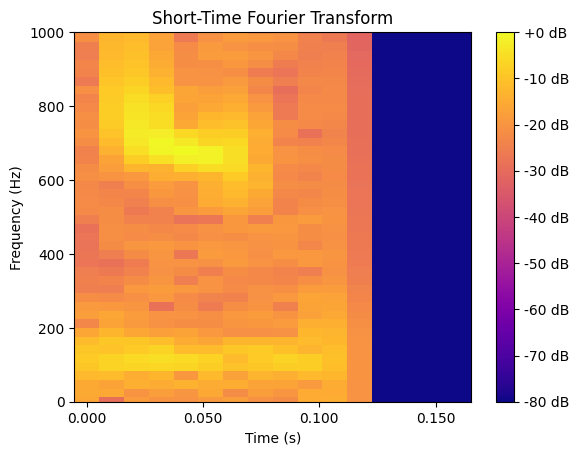 Short-Time Fourier Transform
1000
800
600
400
200
0
Frequency (Hz)
0.000
0.050
0.100
0.150
Time (s)
+0 dB
-10 dB
-20 dB
-30 dB
-40 dB
-50 dB
-60 dB
-70 dB
-80 dB